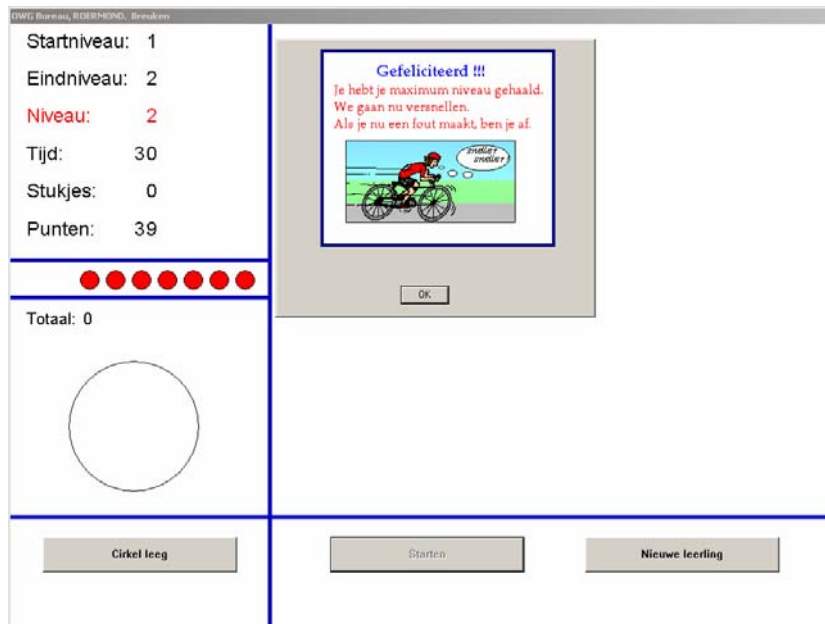 OWG Bureau, ROERMOND. Breuken
Startniveau: 1
Eindniveau: 2
Niveau: 2
Tijd: 30
Stukjes: 0
Punten: 39
Totaal: 0
Gefeliciteerd !!!
Je hebt je maximum niveau gehaald.
We gaan nu versnellen.
Als je nu een fout maakt, ben je af.
sneller
sneller!
OK
Cirkel leeg
Starten
Nieuwe leerling